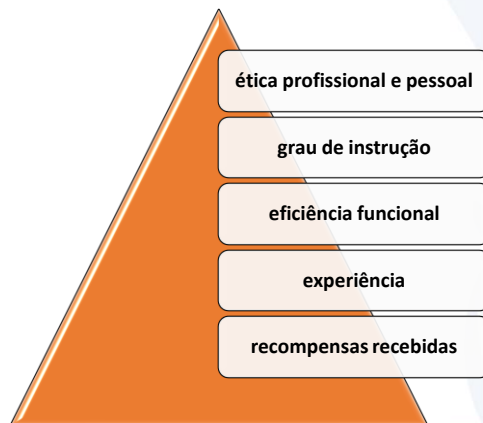 ética profissional e pessoal
grau de instrução
eficiência funcional
experiência
recompensas recebidas